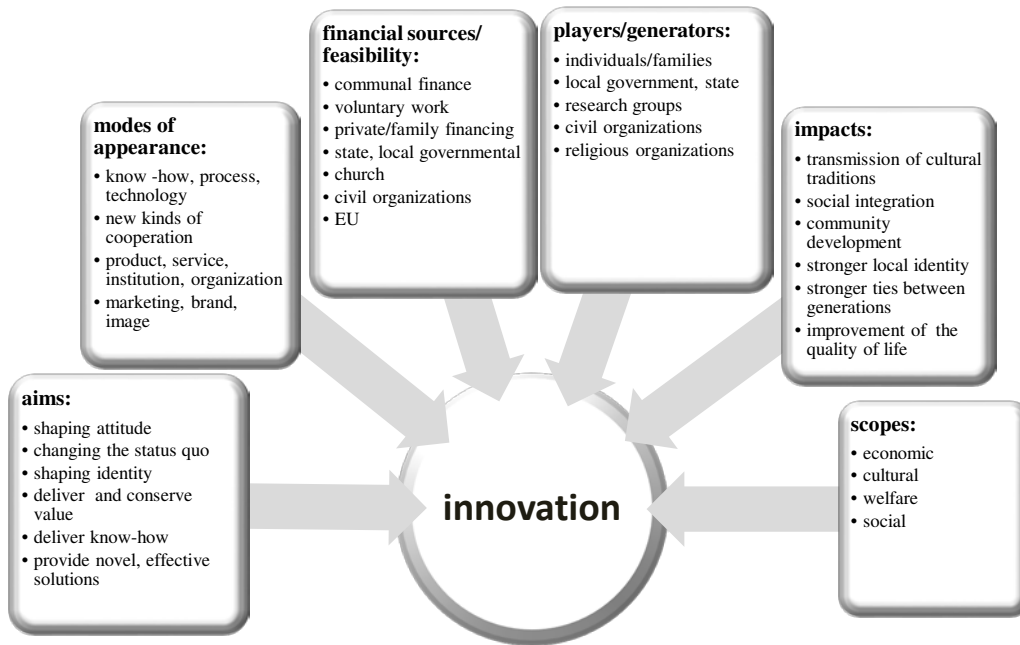 financial sources/
feasibility:
• communal finance
• voluntary work
• private/family financing
• state, local governmental
• church
• civil organizations
• EU
players/generators:
• individuals/families
• local government, state
• research groups
• civil organizations
• religious organizations
modes of
appearance:
• know -how, process,
technology
• new kinds of
cooperation
• product, service,
institution, organization
• marketing, brand,
image
impacts:
• transmission of cultural
traditions
• social integration
• community
development
• stronger local identity
• stronger ties between
generations
• improvement of the
quality of life
aims:
• shaping attitude
• changing the status quo
• shaping identity
• deliver and conserve
value
• deliver know-how
• provide novel, effective
solutions
scopes:
• economic
• cultural
• welfare
• social
innovation